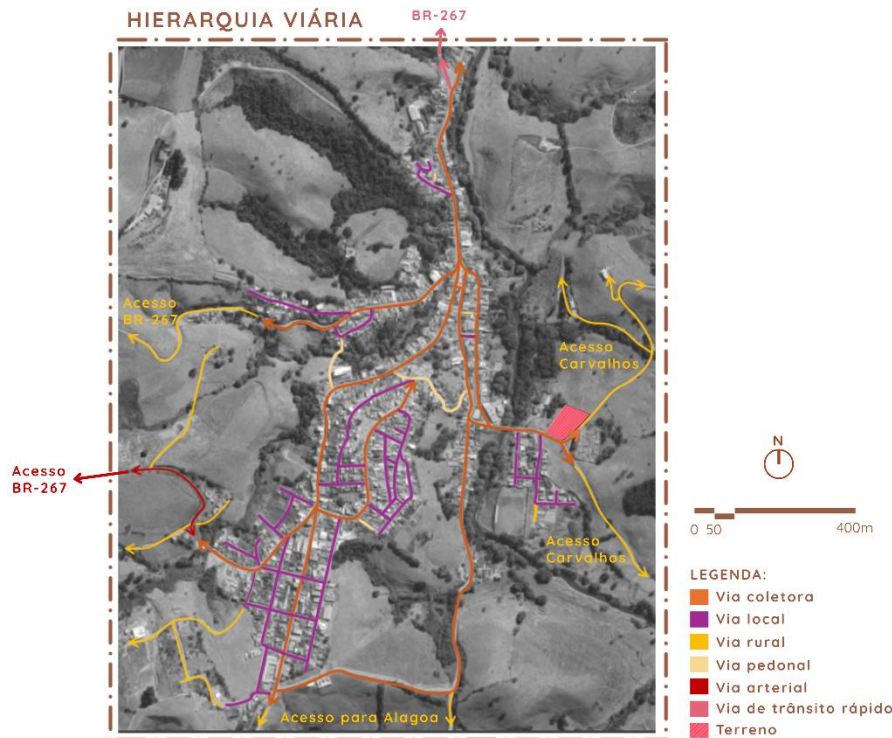 BR-267
HIERARQUIA VIÁRIA
Acesso
BR-267
Acesso
Carvalhos
Acesso
BR-267
N
0 50 400m
Acesso
Carvalhos
LEGENDA:
Via coletora
Via local
Via rural
Via pedonal
Via arterial
Via de trânsito rápido
Terreno
Acesso para Alagoa